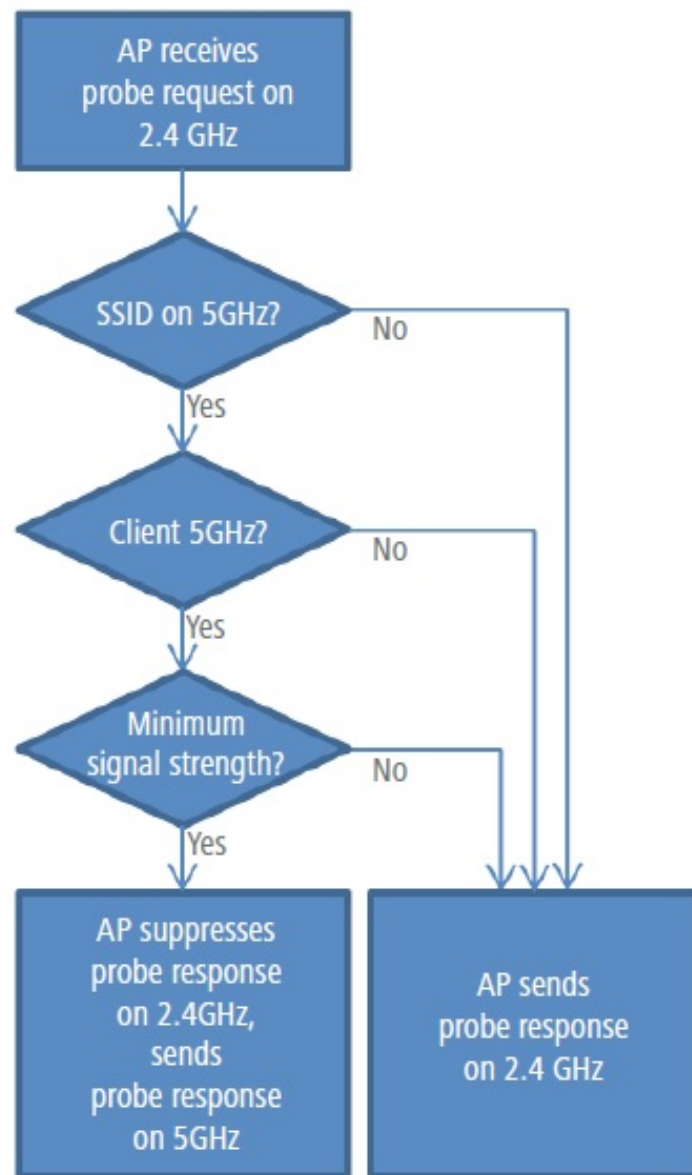 AP receives
probe request on
2.4 GHz
SSID on 5GHz?
No
Yes
Client 5GHz?
No
Yes
Minimum
signal strength?
No
Yes
AP suppresses
probe response
on 2.4GHz,
sends
probe response
on 5GHz
AP sends
probe response
on 2.4 GHz